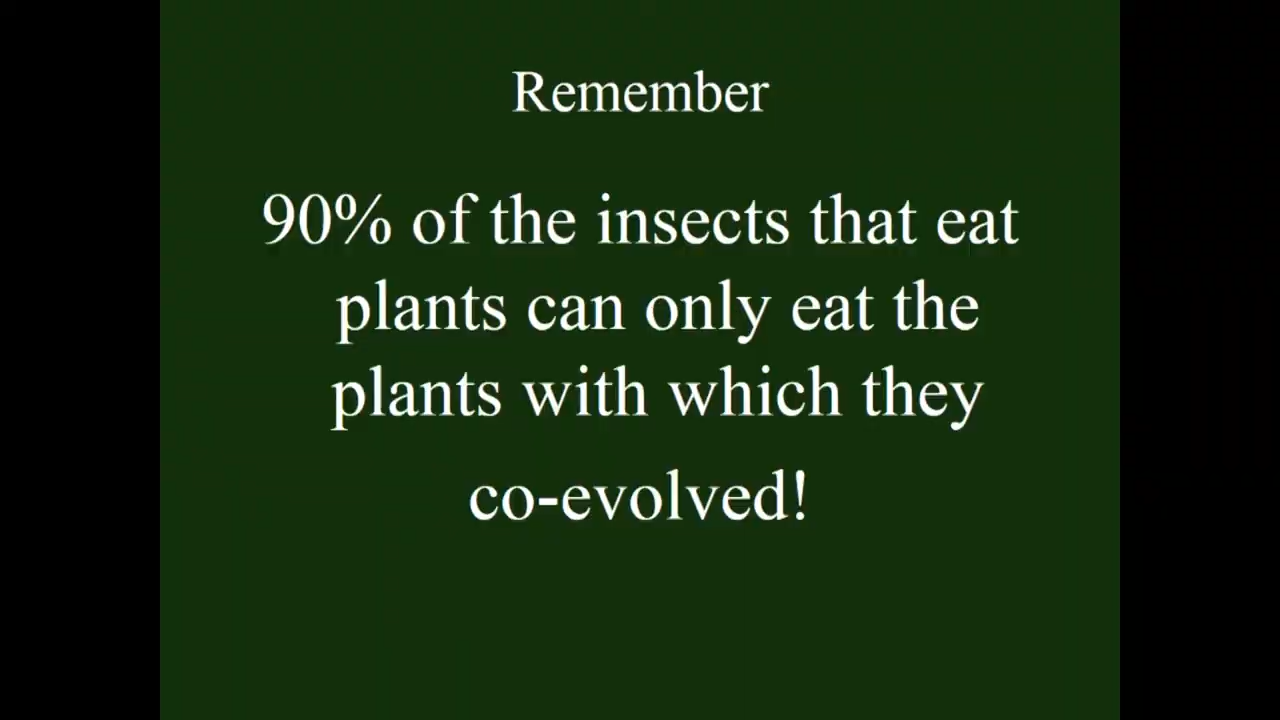 Remember
90% of the insects that eat
plants can only eat the
plants with which they
co-evolved!